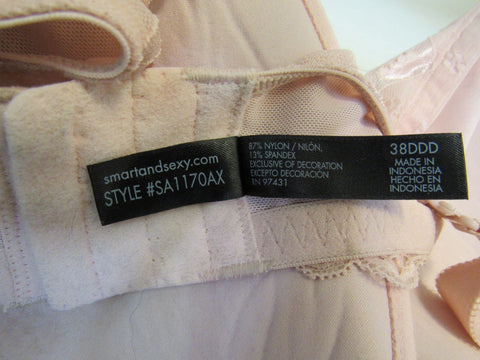 smartandsexy.com
STYLE #SA1170AX
87% NYLON / NILÓN,
13% SPANDEX
EXCLUSIVE OF DECORATION
EXCEPTO DECORACIÓN
RN 97431
38DDD
MADE IN
INDONESIA
HECHO EN
INDONESIA